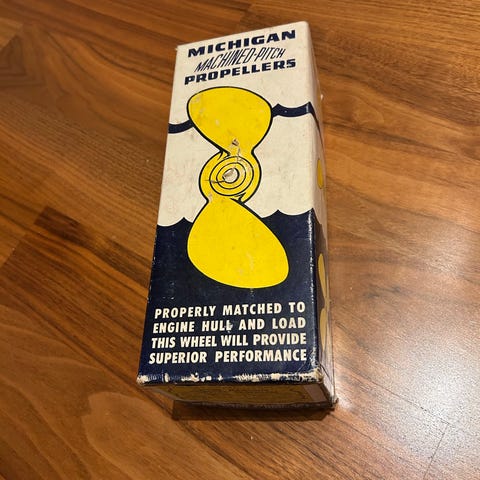 MICHIGAN
MACHINED-PITCH
PROPELLERS
PROPERLY MATCHED TO
ENGINE HULL AND LOAD
THIS WHEEL WILL PROVIDE
SUPERIOR PERFORMANCE